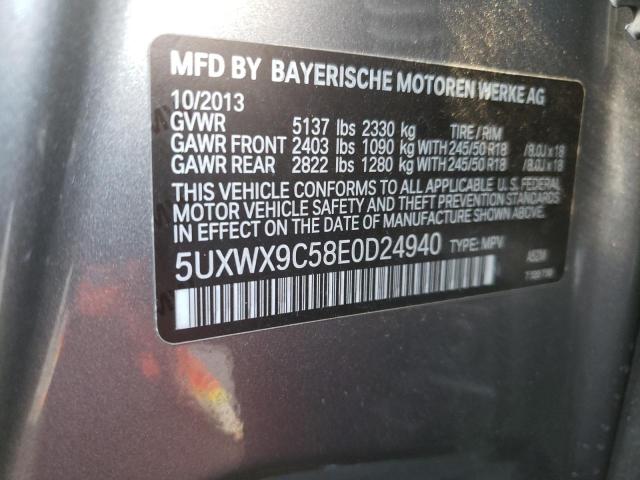 MFD BY BAYERISCHE MOTOREN WERKE AG
10/2013
GVWR 5137 lbs 2330 kg TIRE / RIM
GAWR FRONT 2403 lbs 1090 kg WITH 245/50 R18 / 8.0J x 18
GAWR REAR 2822 lbs 1280 kg WITH 245/50 R18 / 8.0J x 18
THIS VEHICLE CONFORMS TO ALL APPLICABLE U.S. FEDERAL
MOTOR VEHICLE SAFETY AND THEFT PREVENTION
STANDARDS IN EFFECT ON THE DATE OF MANUFACTURE
5UXWX9C58E0D24940 TYPE: MPV